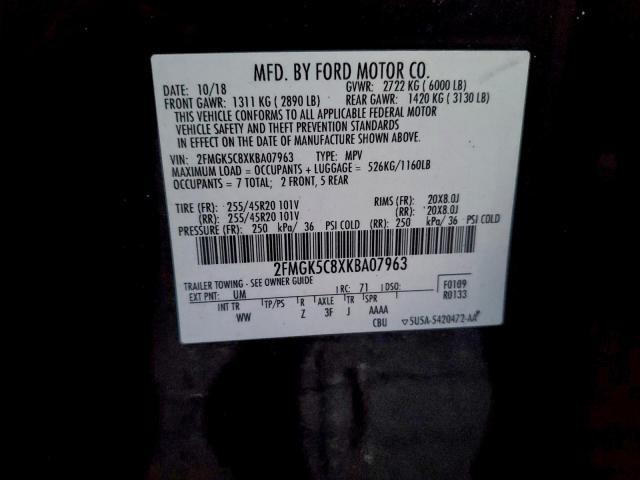 MFD. BY FORD MOTOR CO.
DATE: 10/18 GVWR: 2722 KG ( 6000 LB)
FRONT GAWR: 1311 KG ( 2890 LB) REAR GAWR: 1420 KG ( 3130 LB)
THIS VEHICLE CONFORMS TO ALL APPLICABLE FEDERAL MOTOR
VEHICLE SAFETY AND THEFT PREVENTION STANDARDS
IN EFFECT ON THE DATE OF MANUFACTURE SHOWN ABOVE.
VIN: 2FMGK5C8XKBA07963 TYPE: MPV
MAXIMUM LOAD = OCCUPANTS + LUGGAGE = 526KG/1160LB
OCCUPANTS = 7 TOTAL; 2 FRONT, 5 REAR
TIRE (FR): 255/45R20 101V RIMS (FR): 20X8.0J
(RR): 255/45R20 101V (RR): 20X8.0J
PRESSURE (FR): 250 kPa/ 36 PSI COLD (RR): 250 kPa/ 36 PSI COLD
2FMGK5C8XKBA07963
TRAILER TOWING - SEE OWNER GUIDE
EXT PNT: UM RC: 71 DSO: F0109
INT TR TP/PS R AXLE TR SPR R0133
WW Z 3F J AAAA
CBU 5U5A-5420472-AA